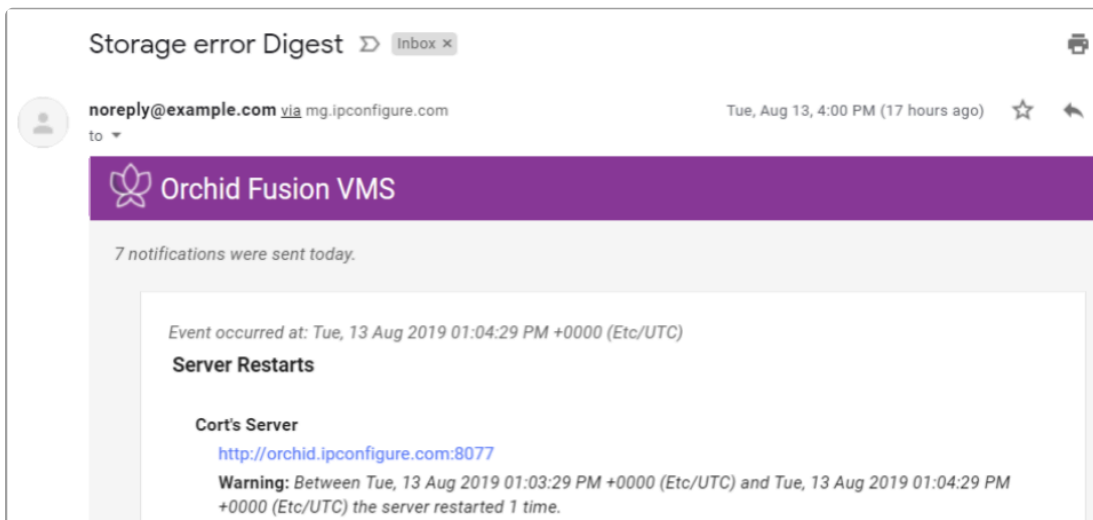 Storage error Digest Inbox ×
noreply@example.com via mg.ipconfigure.com Tue, Aug 13, 4:00 PM (17 hours ago)
to
Orchid Fusion VMS
7 notifications were sent today.
Event occurred at: Tue, 13 Aug 2019 01:04:29 PM +0000 (Etc/UTC)
Server Restarts
Cort's Server
http://orchid.ipconfigure.com:8077
Warning: Between Tue, 13 Aug 2019 01:03:29 PM +0000 (Etc/UTC) and Tue, 13 Aug 2019 01:04:29 PM
+0000 (Etc/UTC) the server restarted 1 time.